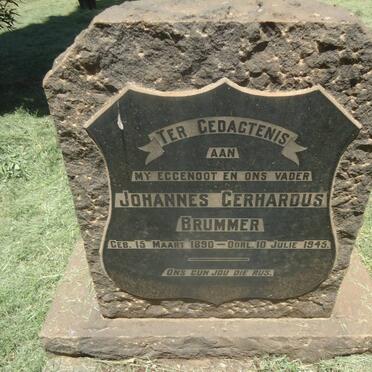 TER GEDAGTENIS
AAN
MY EGGENOOT EN ONS VADER
JOHANNES GERHARDUS
BRUMMER
GEB. 15 MAART 1890 – OORL. 10 JULIE 1945.
ONS GUN JOU DIE RUS.